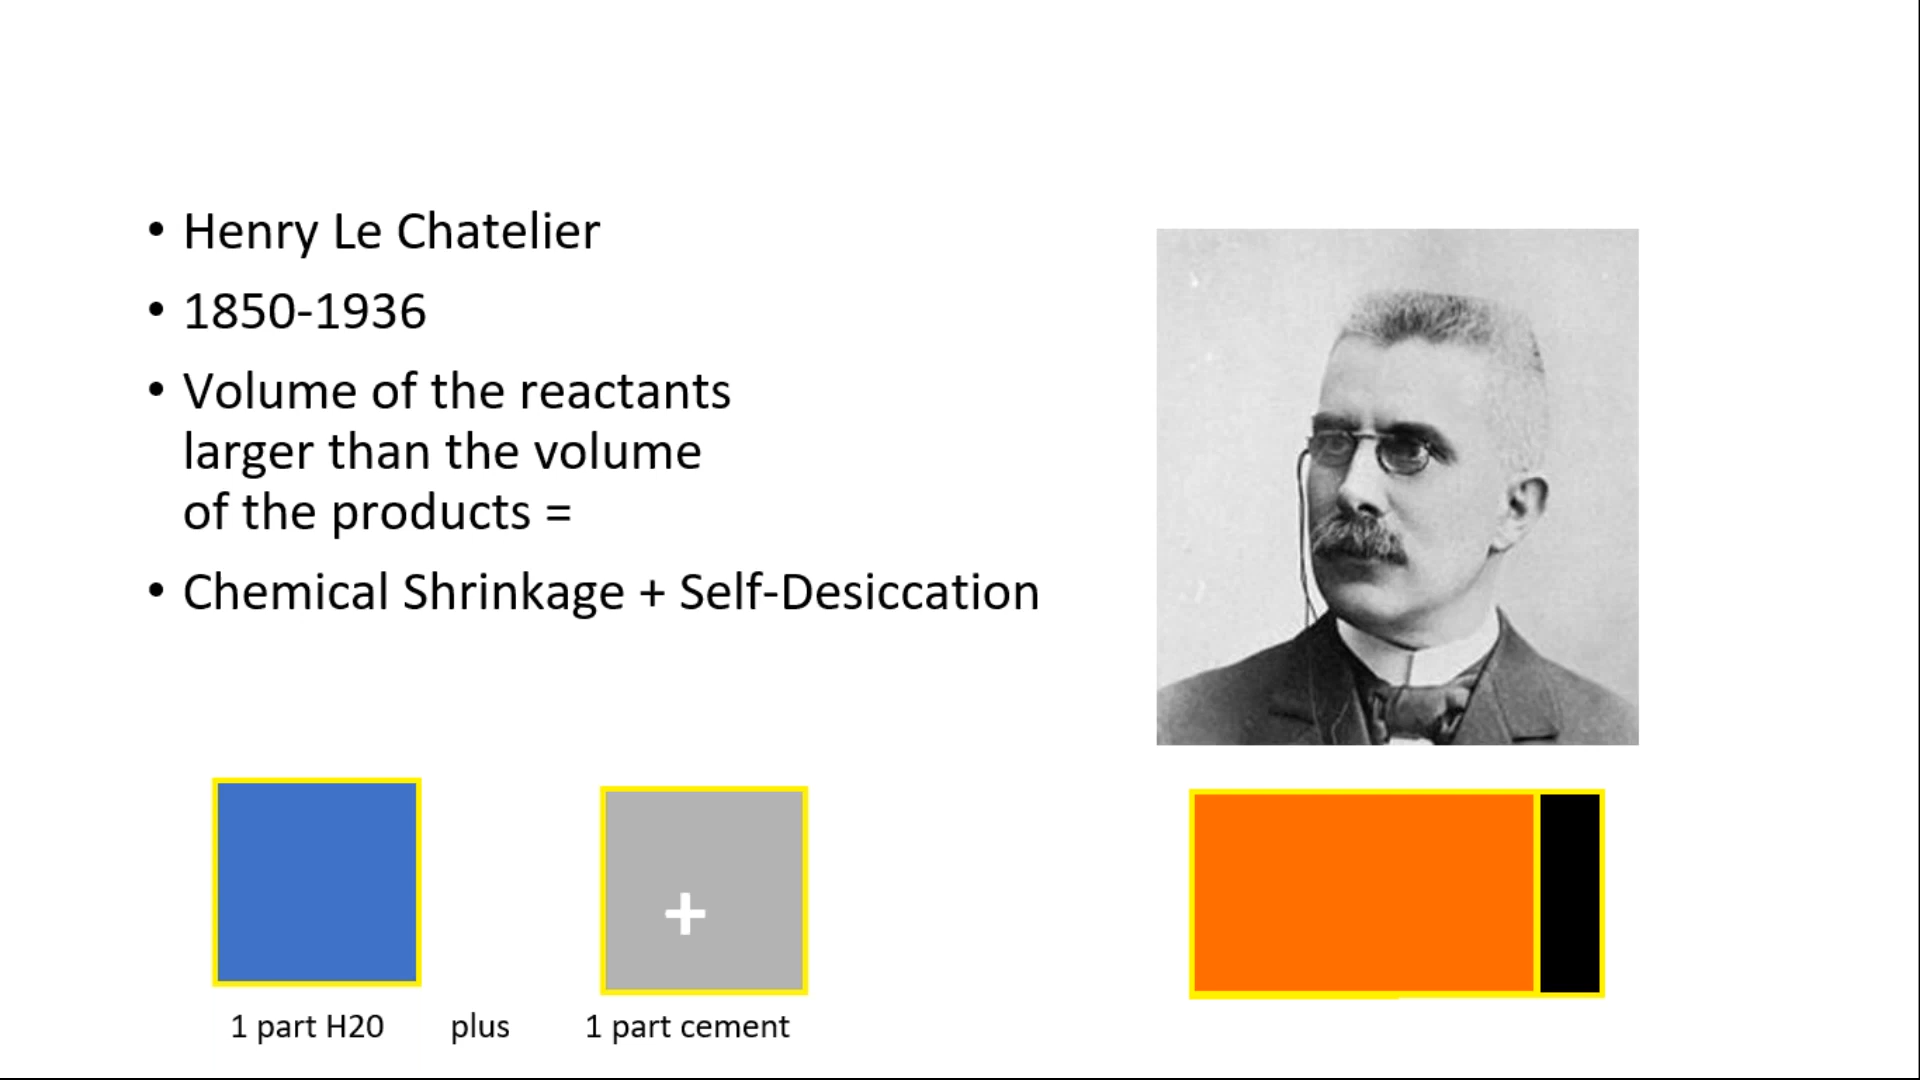 • Henry Le Chatelier
• 1850-1936
• Volume of the reactants
larger than the volume
of the products =
• Chemical Shrinkage + Self-Desiccation
+
1 part H20 plus 1 part cement